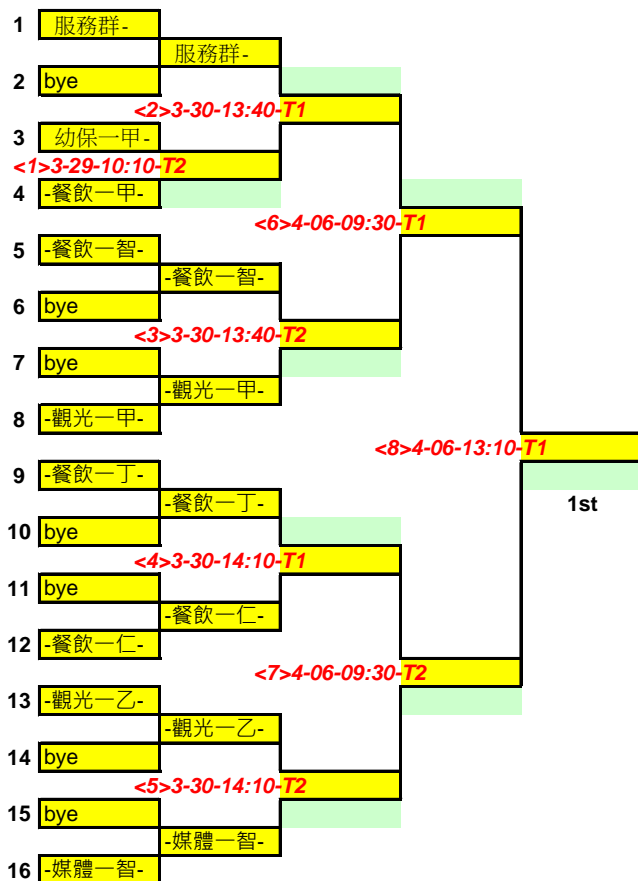 1 服務群-
服務群-
2 bye
<2>3-30-13:40-T1
3 幼保一甲-
<1>3-29-10:10-T2
4 -餐飲一甲-
<6>4-06-09:30-T1
5 -餐飲一智-
-餐飲一智-
6 bye
<3>3-30-13:40-T2
7 bye
-觀光一甲-
8 -觀光一甲-
<8>4-06-13:10-T1
9 -餐飲一丁-
1st
-餐飲一丁-
10 bye
<4>3-30-14:10-T1
11 bye
-餐飲一仁-
12 -餐飲一仁-
<7>4-06-09:30-T2
13 -觀光一乙-
-觀光一乙-
14 bye
<5>3-30-14:10-T2
15 bye
-媒體一智-
16 -媒體一智-